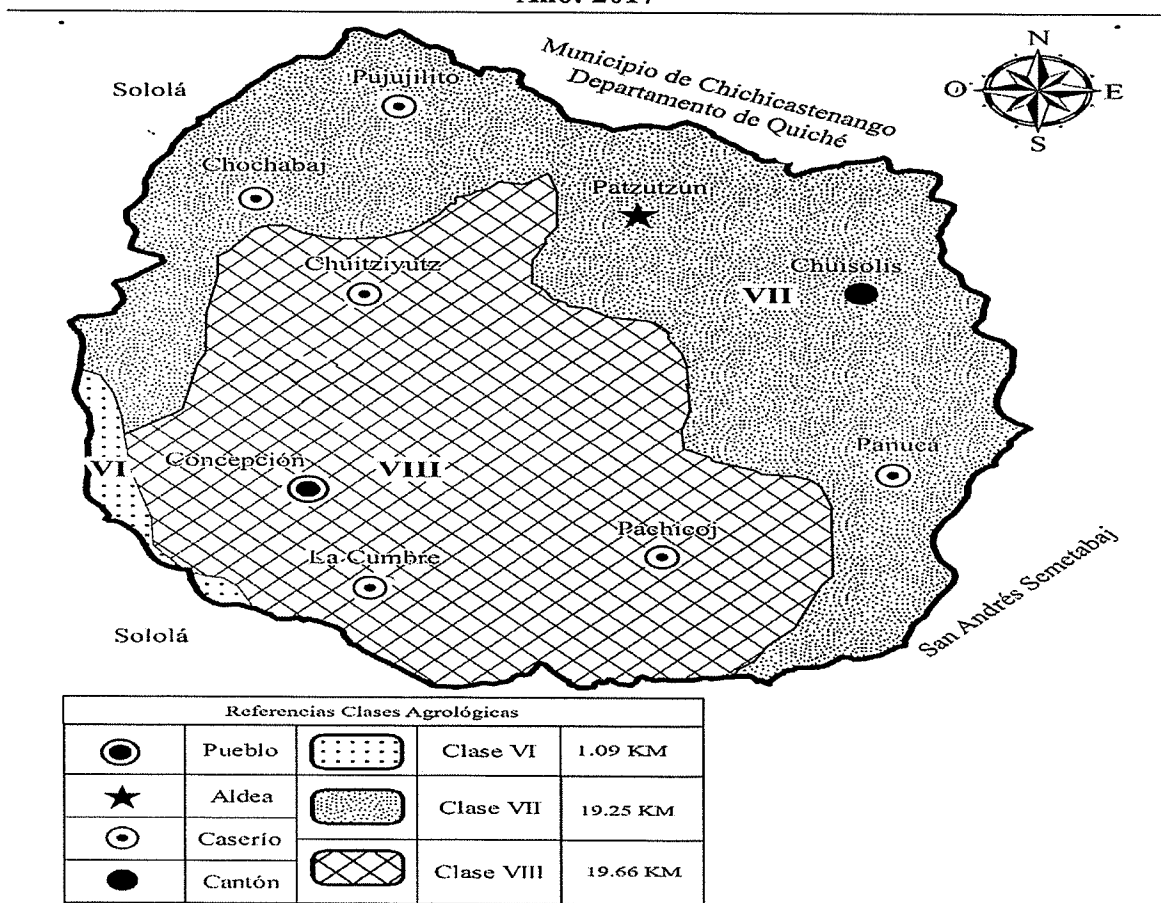 Año: 2017
N
O
E
S
Sololá
Pujujilito
Municipio de Chichicastenango
Departamento de Quiché
Chochabaj
Patzutzun
Chuitziyutz
Chuisolis
VII
VI
Concepción
VIII
Panuca
La Cumbre
Pachicoj
Sololá
San Andrés Semetabaj
Referencias Clases Agrológicas
Pueblo
Clase VI
1.09 KM
Aldea
Clase VII
19.25 KM
Caserío
Cantón
Clase VIII
19.66 KM